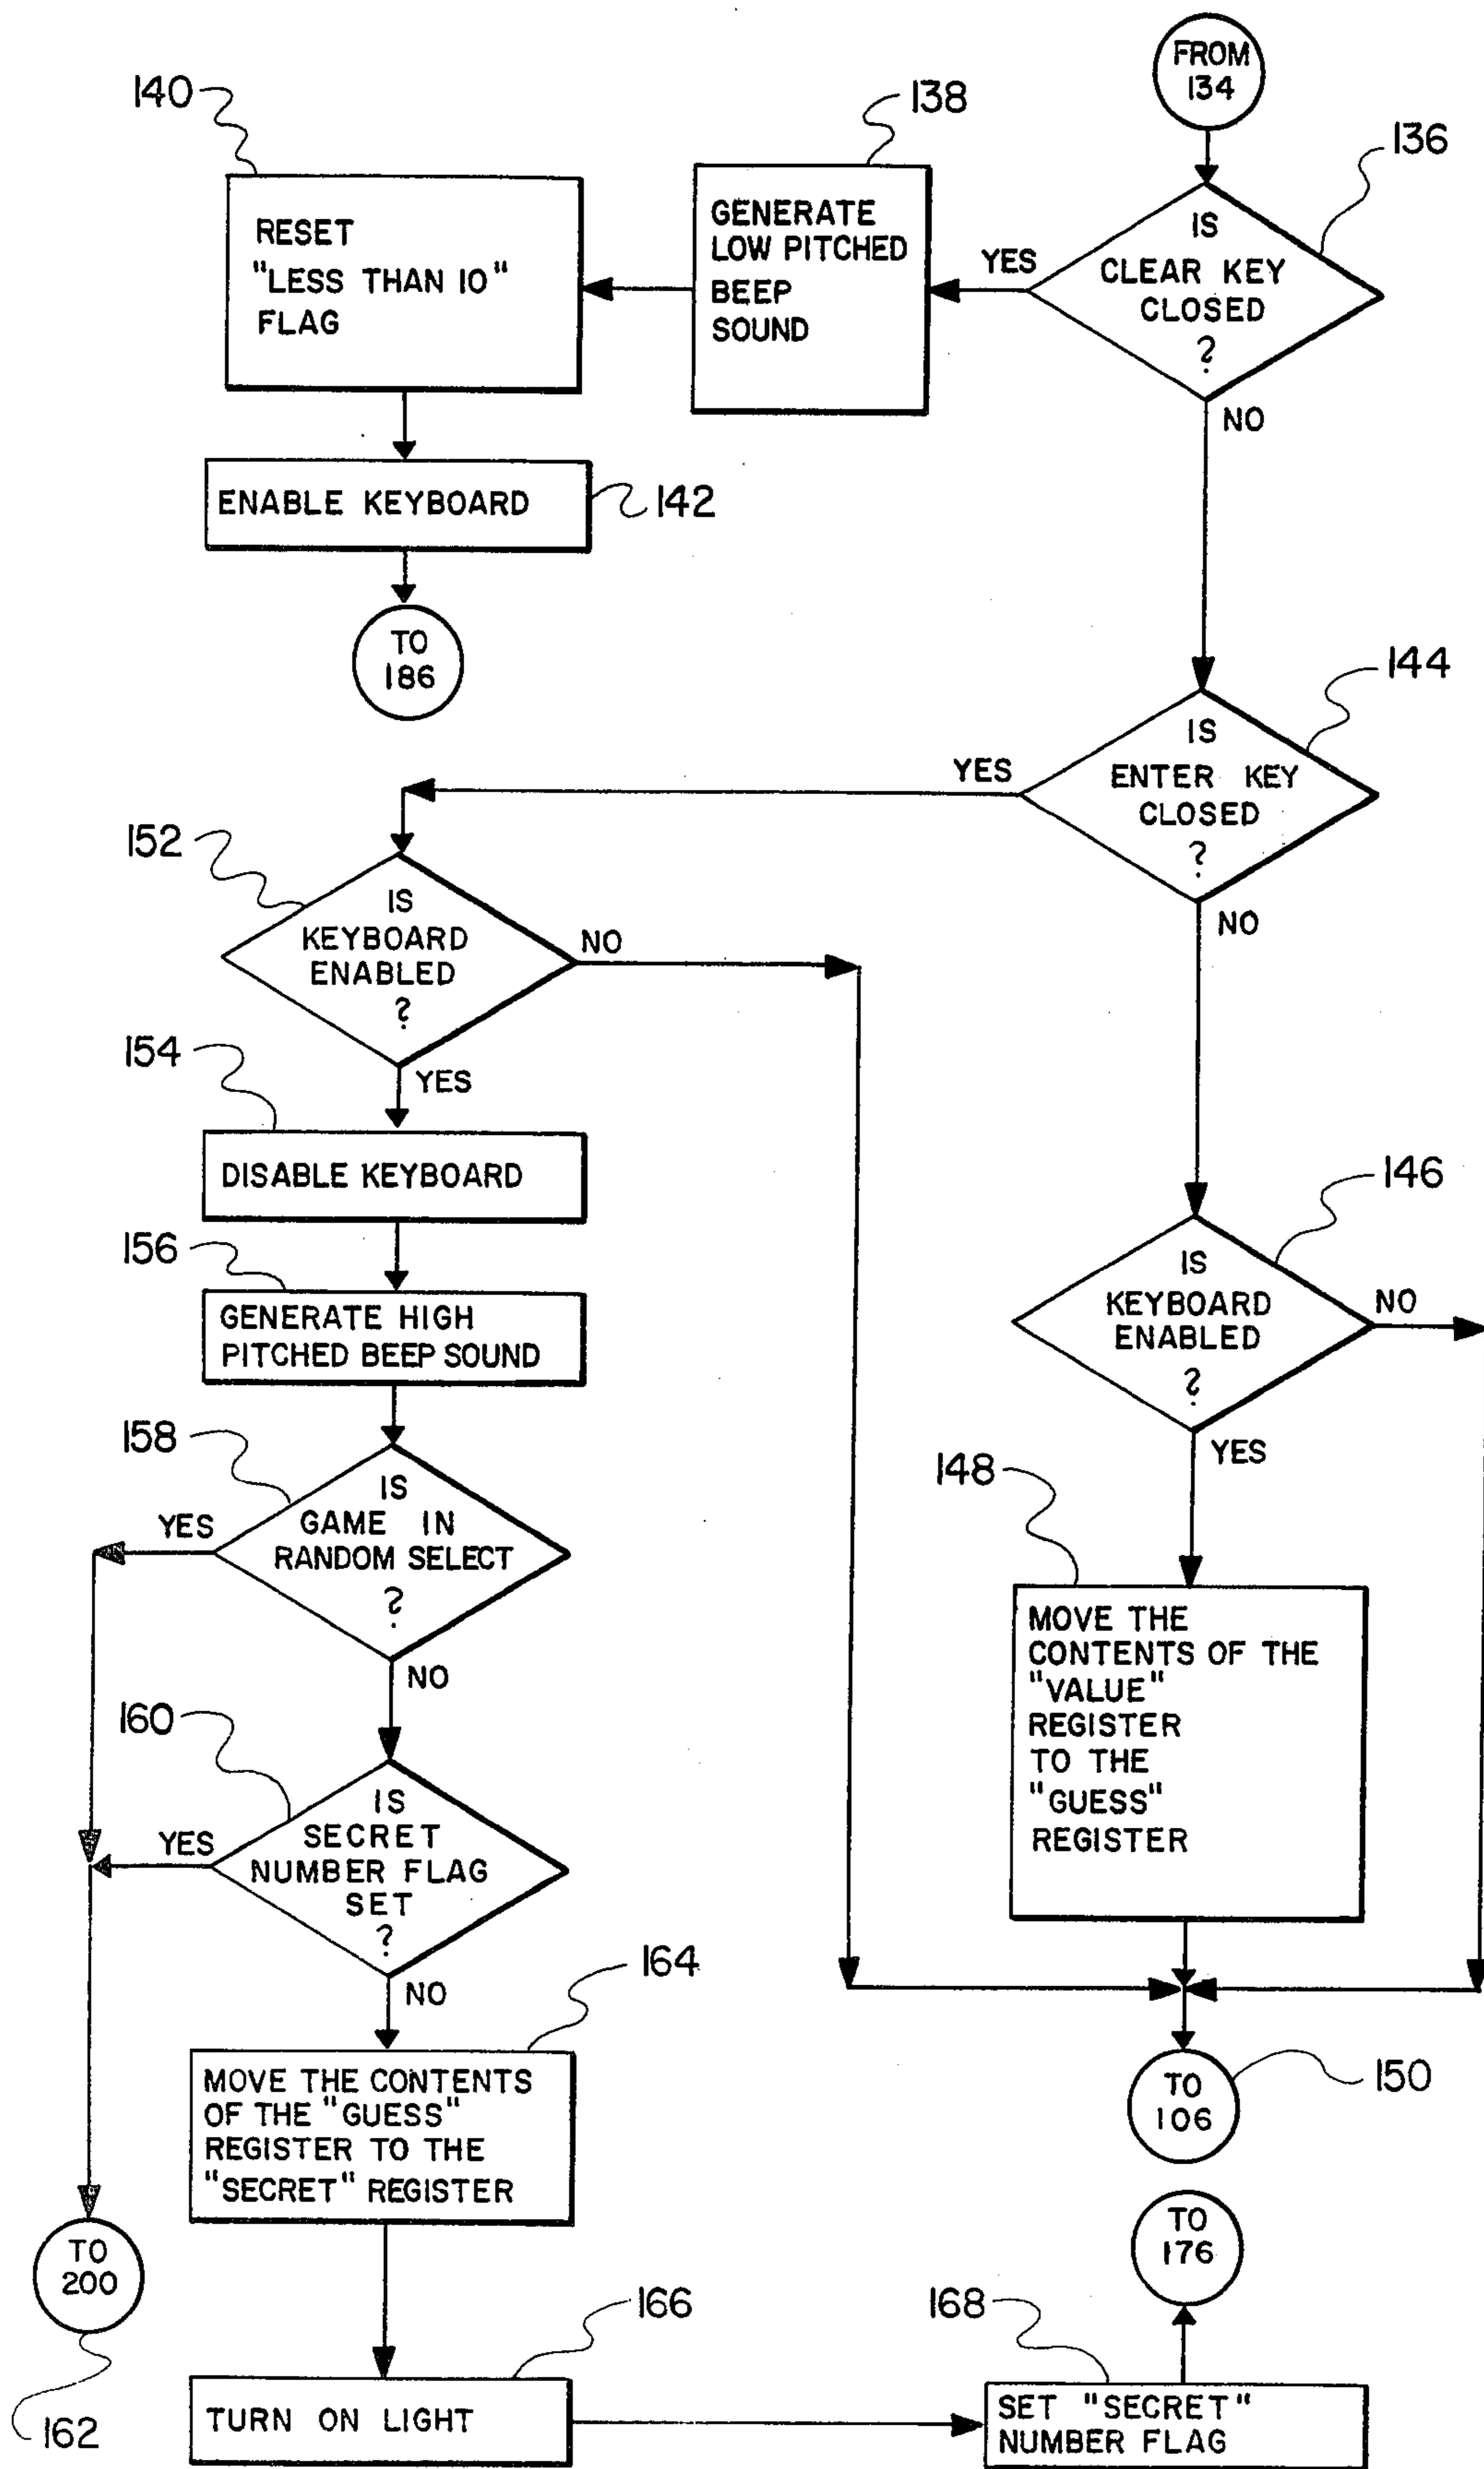 FROM
134
136
IS
CLEAR KEY
CLOSED
?
YES
NO
138
GENERATE
LOW PITCHED
BEEP
SOUND
140
RESET
"LESS THAN 10"
FLAG
ENABLE KEYBOARD
142
TO
186
144
IS
ENTER KEY
CLOSED
?
YES
NO
152
IS
KEYBOARD
ENABLED
?
NO
YES
154
DISABLE KEYBOARD
156
GENERATE HIGH
PITCHED BEEP SOUND
146
IS
KEYBOARD
ENABLED
?
NO
YES
148
MOVE THE
CONTENTS OF THE
"VALUE"
REGISTER
TO THE
"GUESS"
REGISTER
158
IS
GAME IN
RANDOM SELECT
?
YES
NO
160
IS
SECRET
NUMBER FLAG
SET
?
YES
NO
164
MOVE THE CONTENTS
OF THE "GUESS"
REGISTER TO THE
"SECRET" REGISTER
TO
106
150
TO
200
162
166
TURN ON LIGHT
168
SET "SECRET"
NUMBER FLAG
TO
176